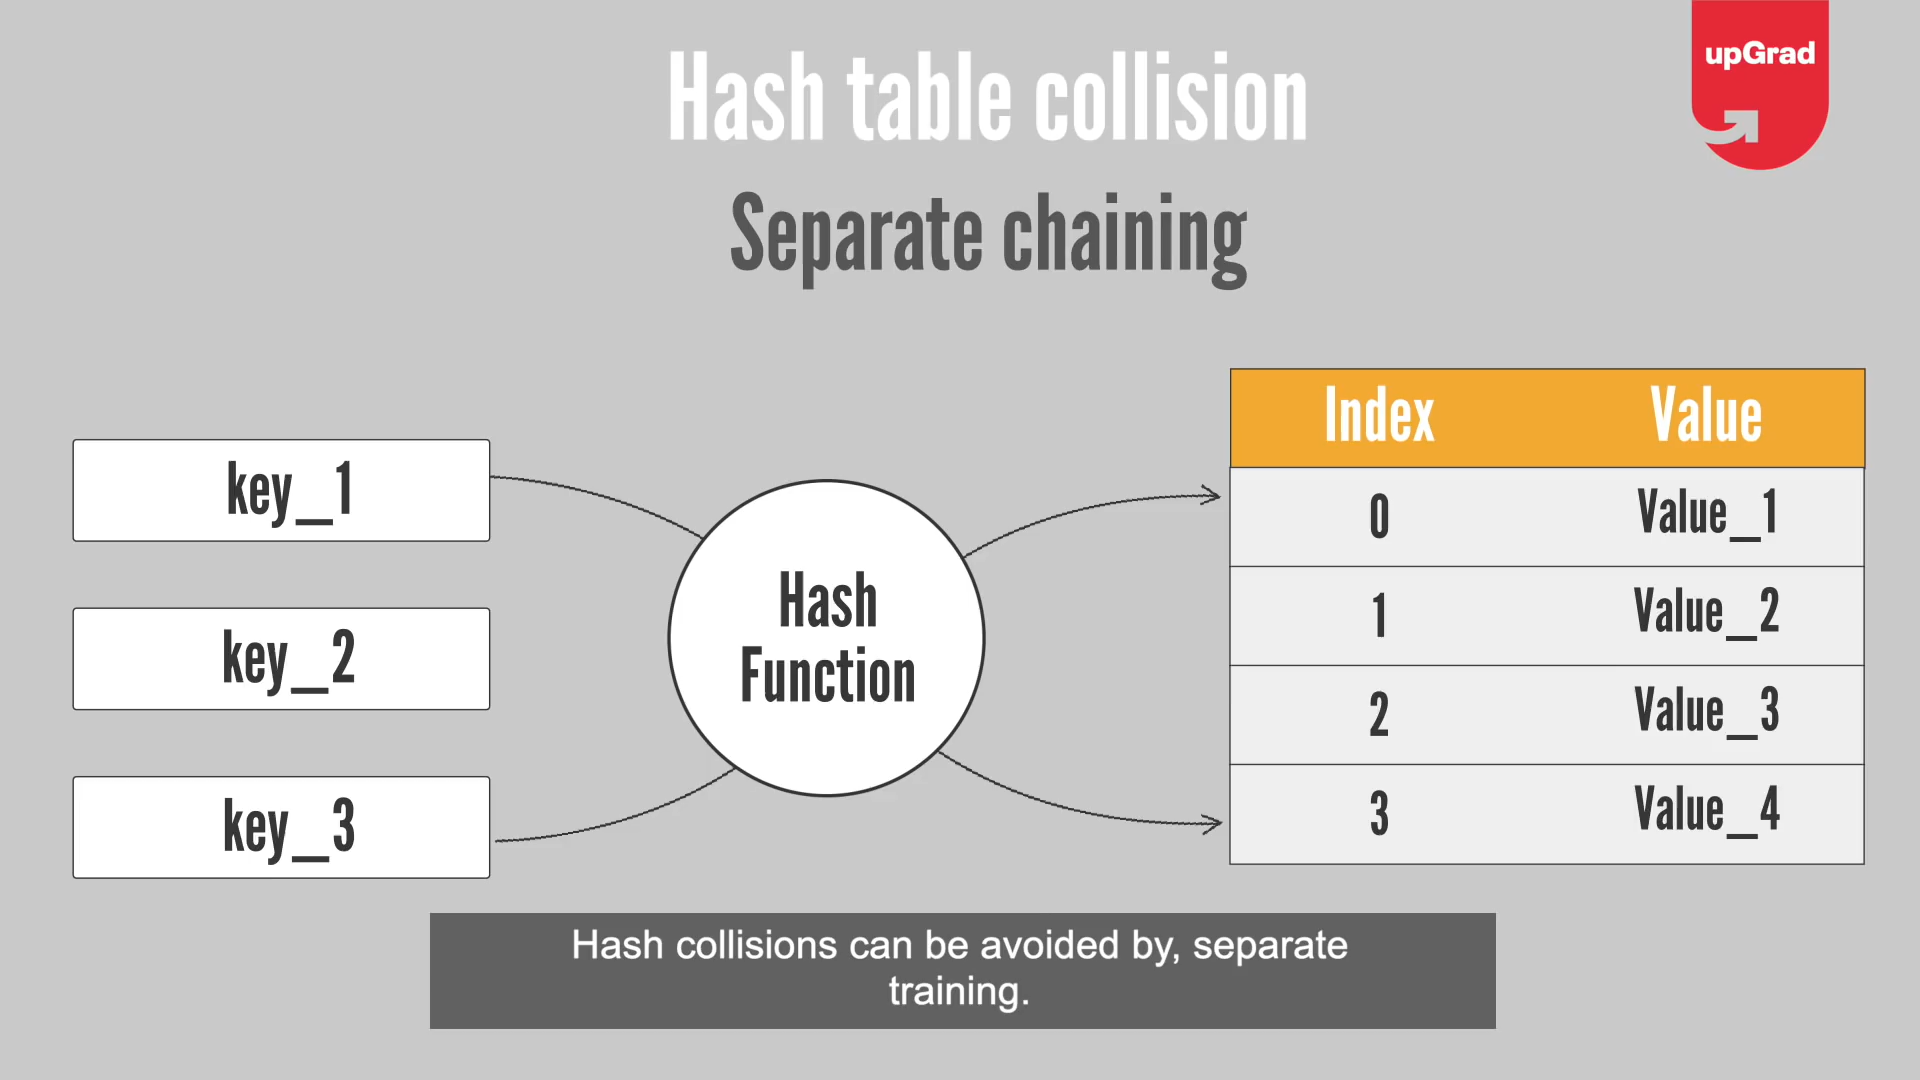 Hash table collision
upGrad
Separate chaining
key_1
key_2
key_3
Hash
Function
Index Value
0 Value_1
1 Value_2
2 Value_3
3 Value_4
Hash collisions can be avoided by, separate
training.